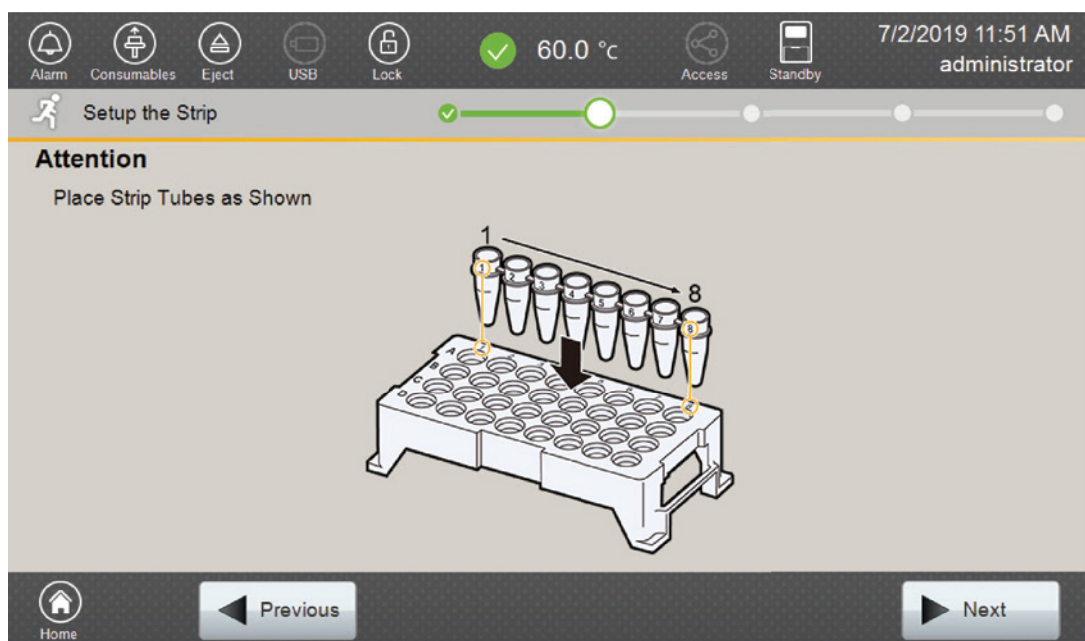 7/2/2019 11:51 AM
60.0 °c
administrator
Alarm Consumables Eject USB Lock Access Standby
Setup the Strip
Attention
Place Strip Tubes as Shown
1
8
1 2 3 4 5 6 7 8
A
B
C
D
Home
Previous
Next